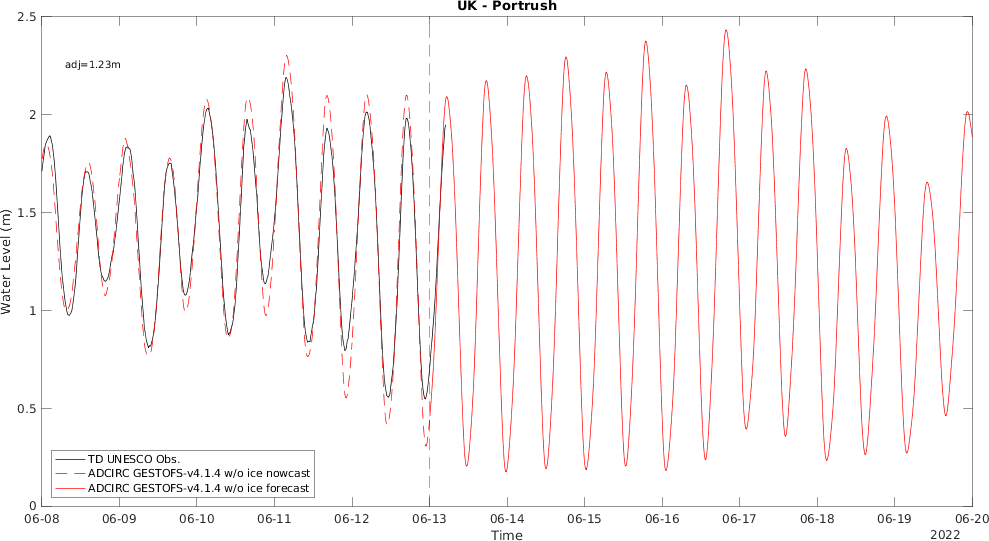 UK - Portrush
2.5
adj=1.23m
2
1.5
Water Level (m)
1
0.5
TD UNESCO Obs.
ADCIRC GESTOFS-v4.1.4 w/o ice nowcast
ADCIRC GESTOFS-v4.1.4 w/o ice forecast
0
06-08 06-09 06-10 06-11 06-12 06-13 06-14 06-15 06-16 06-17 06-18 06-19 06-20
Time
2022